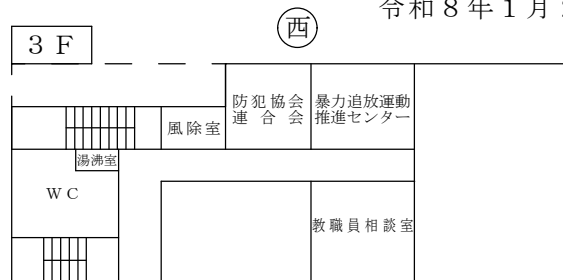 令和８年１月
西
３Ｆ
防犯協会
連合会
暴力追放運動
推進センター
風除室
湯沸室
ＷＣ
教職員相談室